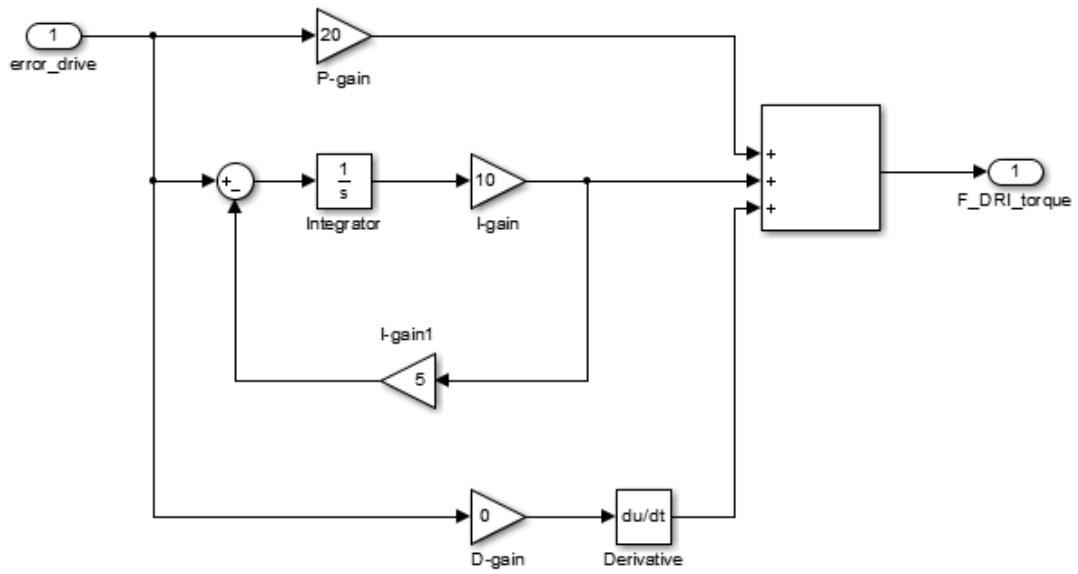 1
error_drive
20
P-gain
+
+
+
+
-
1
s
Integrator
10
I-gain
1
F_DRI_torque
I-gain1
5
0
D-gain
du/dt
Derivative